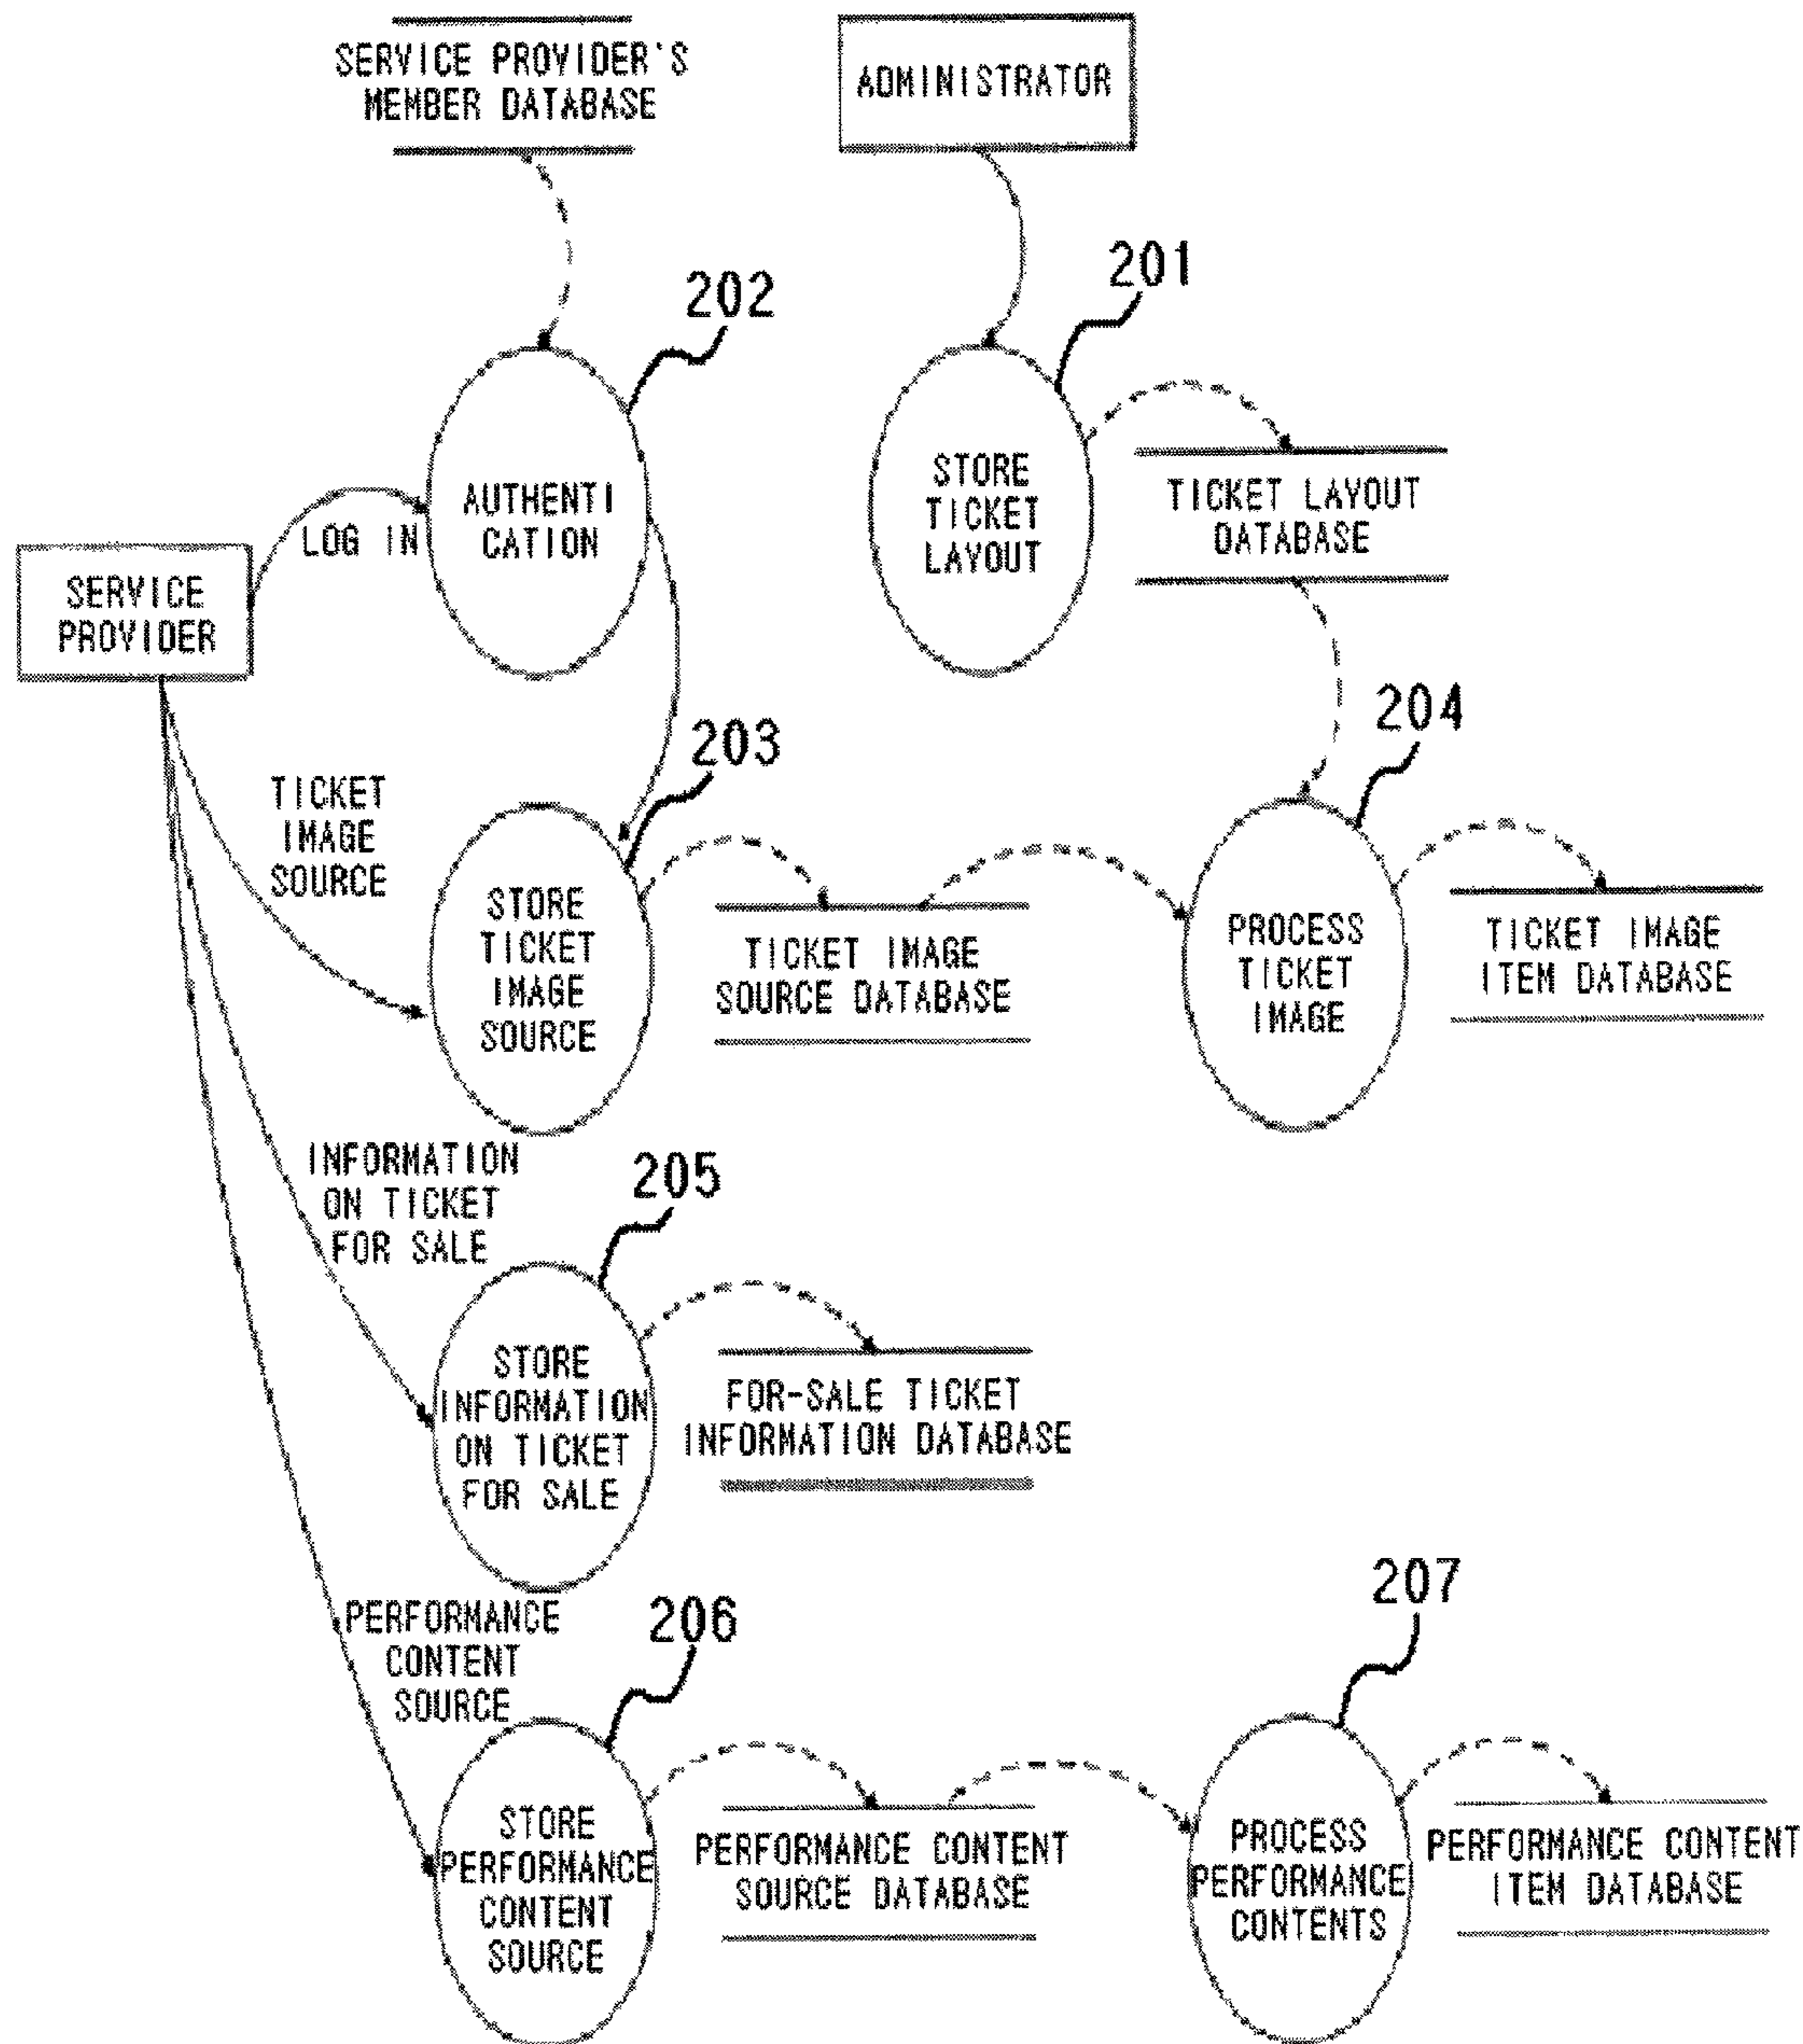 SERVICE PROVIDER'S
MEMBER DATABASE
ADMINISTRATOR
201
202
STORE
TICKET
LAYOUT
TICKET LAYOUT
DATABASE
AUTHENTI
CATION
LOG IN
SERVICE
PROVIDER
204
203
TICKET
IMAGE
SOURCE
STORE
TICKET
IMAGE
SOURCE
TICKET IMAGE
SOURCE DATABASE
PROCESS
TICKET
IMAGE
TICKET IMAGE
ITEM DATABASE
INFORMATION
ON TICKET
FOR SALE
205
STORE
INFORMATION
ON TICKET
FOR SALE
FOR-SALE TICKET
INFORMATION DATABASE
207
PERFORMANCE
CONTENT
SOURCE
206
STORE
PERFORMANCE
CONTENT
SOURCE
PERFORMANCE CONTENT
SOURCE DATABASE
PROCESS
PERFORMANCE
CONTENTS
PERFORMANCE CONTENT
ITEM DATABASE